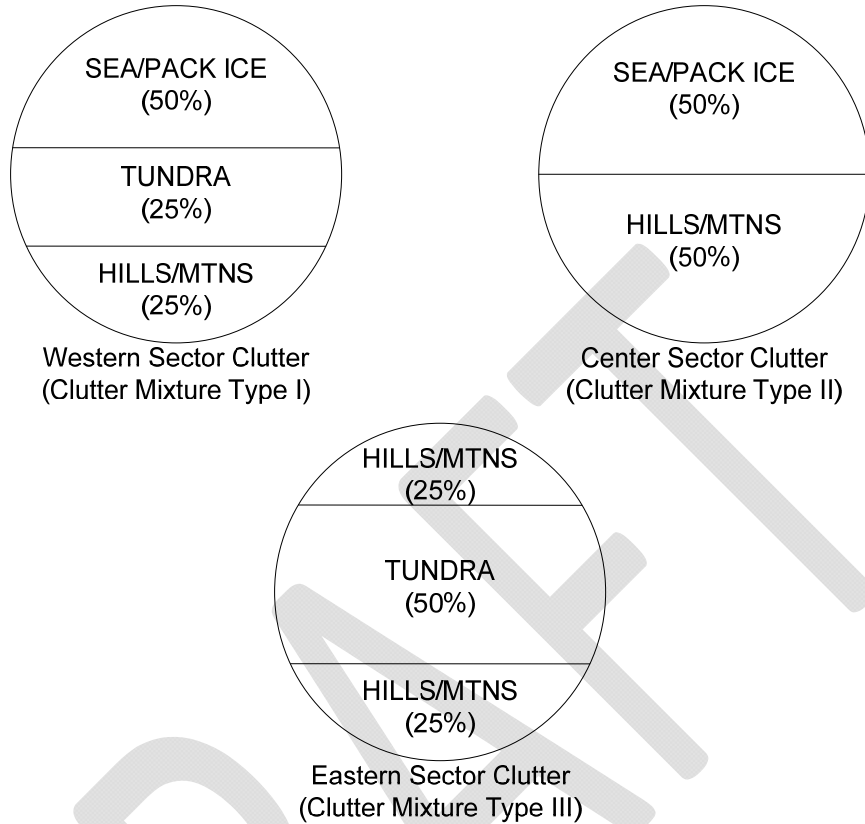 SEA/PACK ICE
(50%)
TUNDRA
(25%)
HILLS/MTNS
(25%)
Western Sector Clutter
(Clutter Mixture Type I)
SEA/PACK ICE
(50%)
HILLS/MTNS
(50%)
Center Sector Clutter
(Clutter Mixture Type II)
HILLS/MTNS
(25%)
TUNDRA
(50%)
HILLS/MTNS
(25%)
Eastern Sector Clutter
(Clutter Mixture Type III)